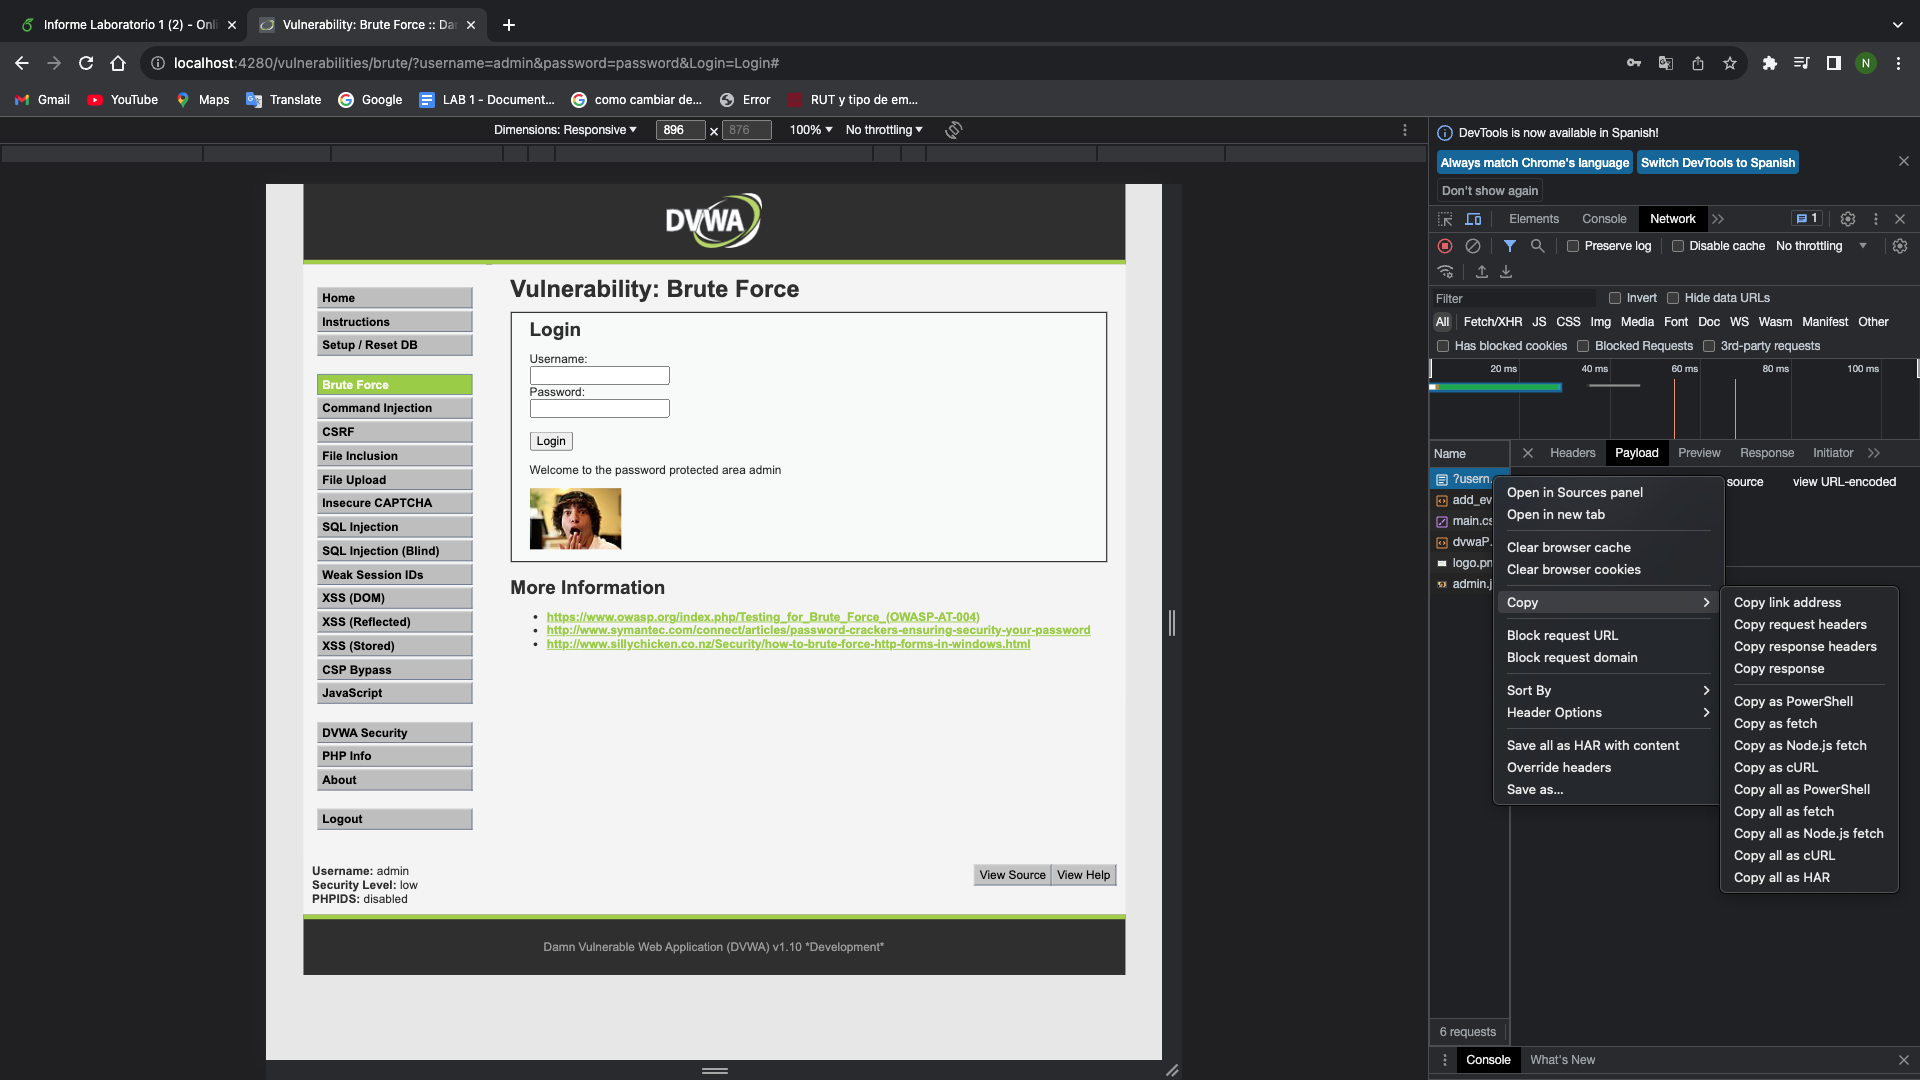 Informe Laboratorio 1 (2) - Onli
Vulnerability: Brute Force :: Da
localhost:4280/vulnerabilities/brute/?username=admin&password=password&Login=Login#
N
Gmail
YouTube
Maps
Translate
Google
LAB 1 - Document...
como cambiar de...
Error
RUT y tipo de em...
Dimensions: Responsive
896
×
876
100%
No throttling
DVWA
Home
Instructions
Setup / Reset DB
Brute Force
Command Injection
CSRF
File Inclusion
File Upload
Insecure CAPTCHA
SQL Injection
SQL Injection (Blind)
Weak Session IDs
XSS (DOM)
XSS (Reflected)
XSS (Stored)
CSP Bypass
JavaScript
DVWA Security
PHP Info
About
Logout
Vulnerability: Brute Force
Login
Username:
Password:
Login
Welcome to the password protected area admin
More Information
https://www.owasp.org/index.php/Testing_for_Brute_Force_(OWASP-AT-004)
http://www.symantec.com/connect/articles/password-crackers-ensuring-security-your-password
http://www.sillychicken.co.nz/Security/how-to-brute-force-http-forms-in-windows.html
Username: admin
Security Level: low
PHPIDS: disabled
View Source
View Help
Damn Vulnerable Web Application (DVWA) v1.10 *Development*
DevTools is now available in Spanish!
Always match Chrome's language
Switch DevTools to Spanish
Don't show again
Elements
Console
Network
1
Preserve log
Disable cache
No throttling
Filter
Invert
Hide data URLs
All
Fetch/XHR
JS
CSS
Img
Media
Font
Doc
WS
Wasm
Manifest
Other
Has blocked cookies
Blocked Requests
3rd-party requests
20 ms
40 ms
60 ms
80 ms
100 ms
Name
Headers
Payload
Preview
Response
Initiator
?usern
add_ev
main.cs
dvwaP.
logo.pn
admin.j
source
view URL-encoded
Open in Sources panel
Open in new tab
Clear browser cache
Clear browser cookies
Copy
Block request URL
Block request domain
Sort By
Header Options
Save all as HAR with content
Override headers
Save as...
Copy link address
Copy request headers
Copy response headers
Copy response
Copy as PowerShell
Copy as fetch
Copy as Node.js fetch
Copy as cURL
Copy all as PowerShell
Copy all as fetch
Copy all as Node.js fetch
Copy all as cURL
Copy all as HAR
6 requests
Console
What's New